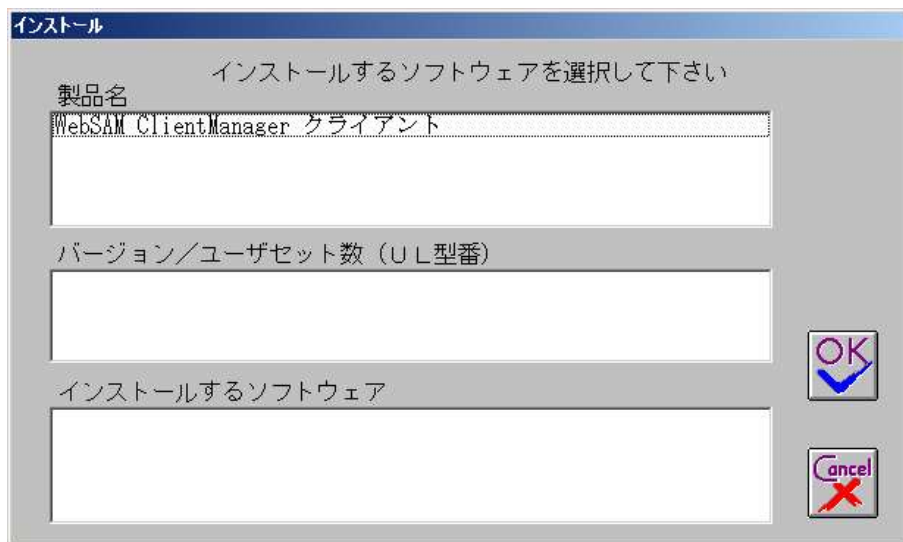 インストール
インストールするソフトウェアを選択して下さい
製品名
WebSAM ClientManager クライアント
バージョン／ユーザセット数（ＵＬ型番）
インストールするソフトウェア
OK
Cancel